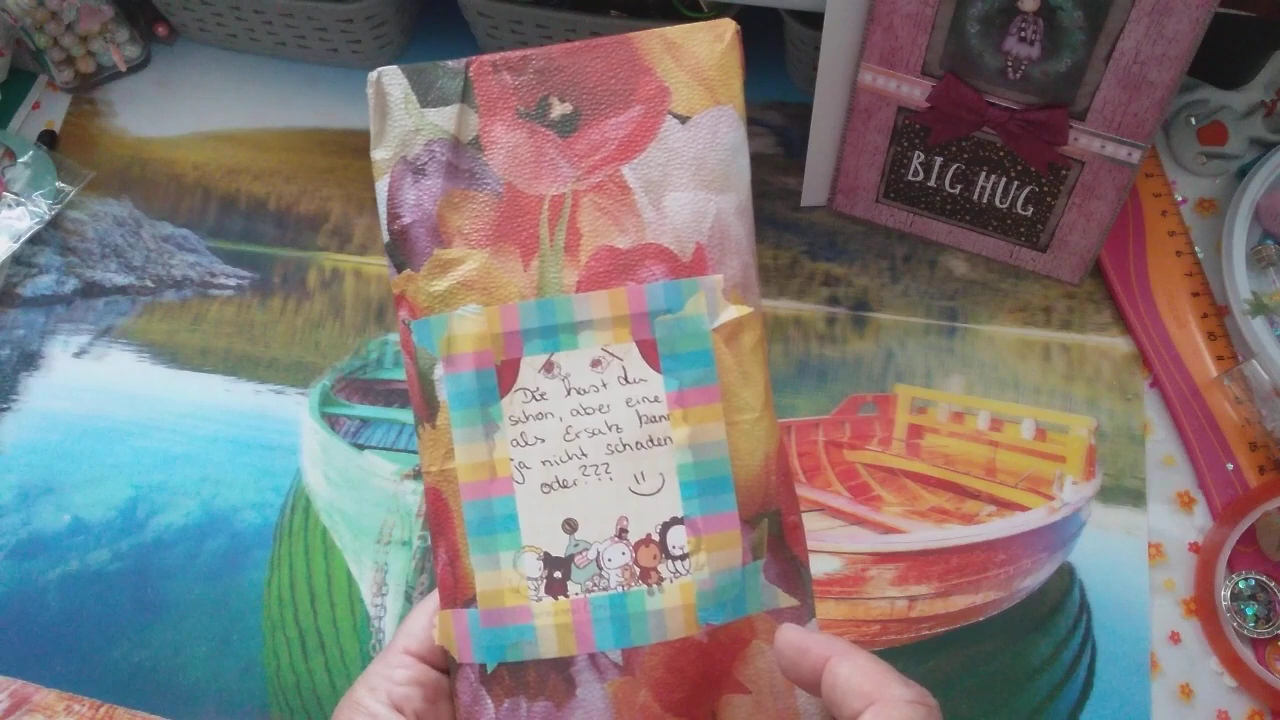 BIG HUG
Die hast du
schon, aber eine
als Ersatz kann
ja nicht schaden
oder???